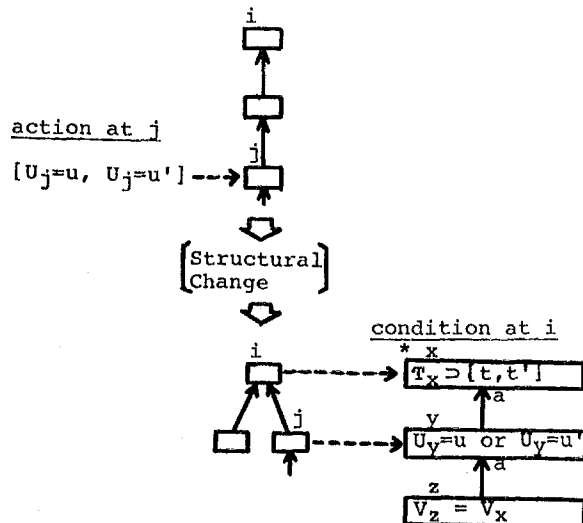 i
action at j
j
[Uj=u, Uj=u']
Structural
Change
condition at i
i
* x
Tx⊃[t,t']
a
j
y
Uy=u or Uy=u'
a
z
Vz = Vx